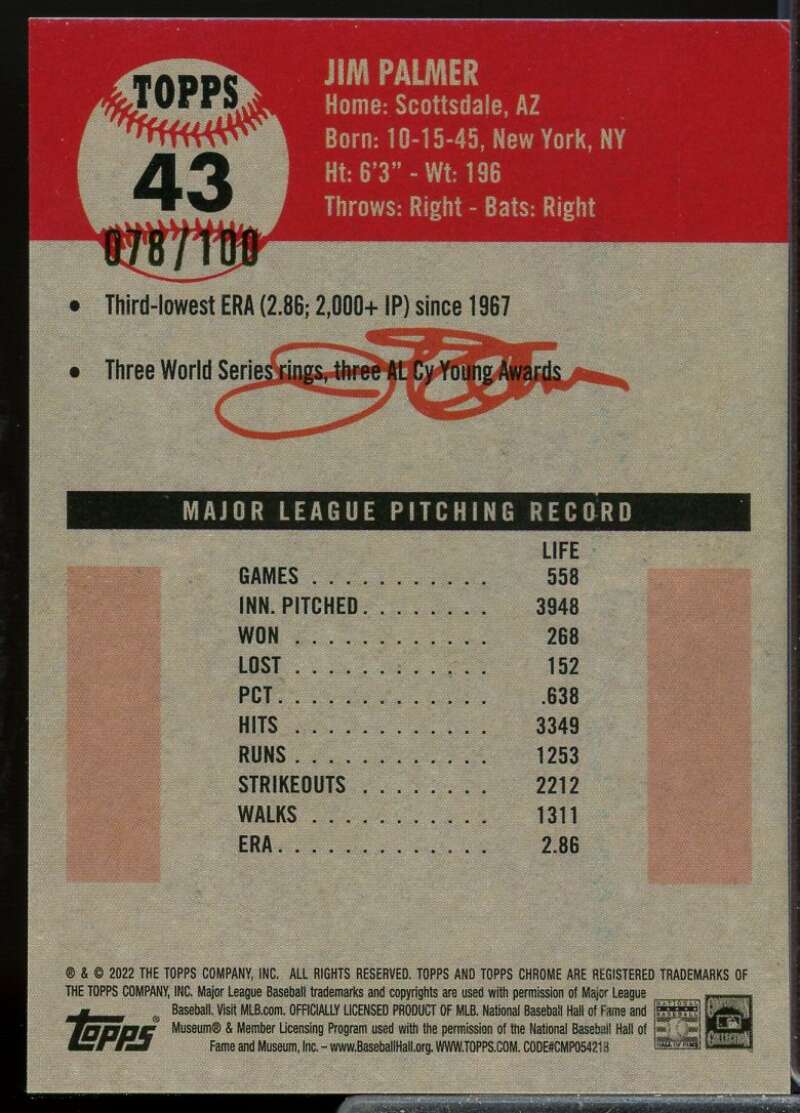 TOPPS
43
078/100
JIM PALMER
Home: Scottsdale, AZ
Born: 10-15-45, New York, NY
Ht: 6'3" - Wt: 196
Throws: Right - Bats: Right
• Third-lowest ERA (2.86; 2,000+ IP) since 1967
• Three World Series rings, three AL Cy Young Awards
MAJOR LEAGUE PITCHING RECORD
LIFE
GAMES . . . . . . . . . . . 558
INN. PITCHED. . . . . . . . 3948
WON . . . . . . . . . . . . 268
LOST . . . . . . . . . . . . 152
PCT. . . . . . . . . . . . . .638
HITS . . . . . . . . . . . . 3349
RUNS. . . . . . . . . . . . 1253
STRIKEOUTS . . . . . . . . 2212
WALKS . . . . . . . . . . . 1311
ERA. . . . . . . . . . . . . 2.86
® & © 2022 THE TOPPS COMPANY, INC. ALL RIGHTS RESERVED. TOPPS AND TOPPS CHROME ARE REGISTERED TRADEMARKS OF
THE TOPPS COMPANY, INC. Major League Baseball trademarks and copyrights are used with permission of Major League
Baseball. Visit MLB.com. OFFICIALLY LICENSED PRODUCT OF MLB. National Baseball Hall of Fame and
Museum® & Member Licensing Program used with the permission of the National Baseball Hall of
Fame and Museum, Inc. – www.BaseballHall.org. WWW.TOPPS.COM. CODE#CMP054213
topps®
COLLECTION